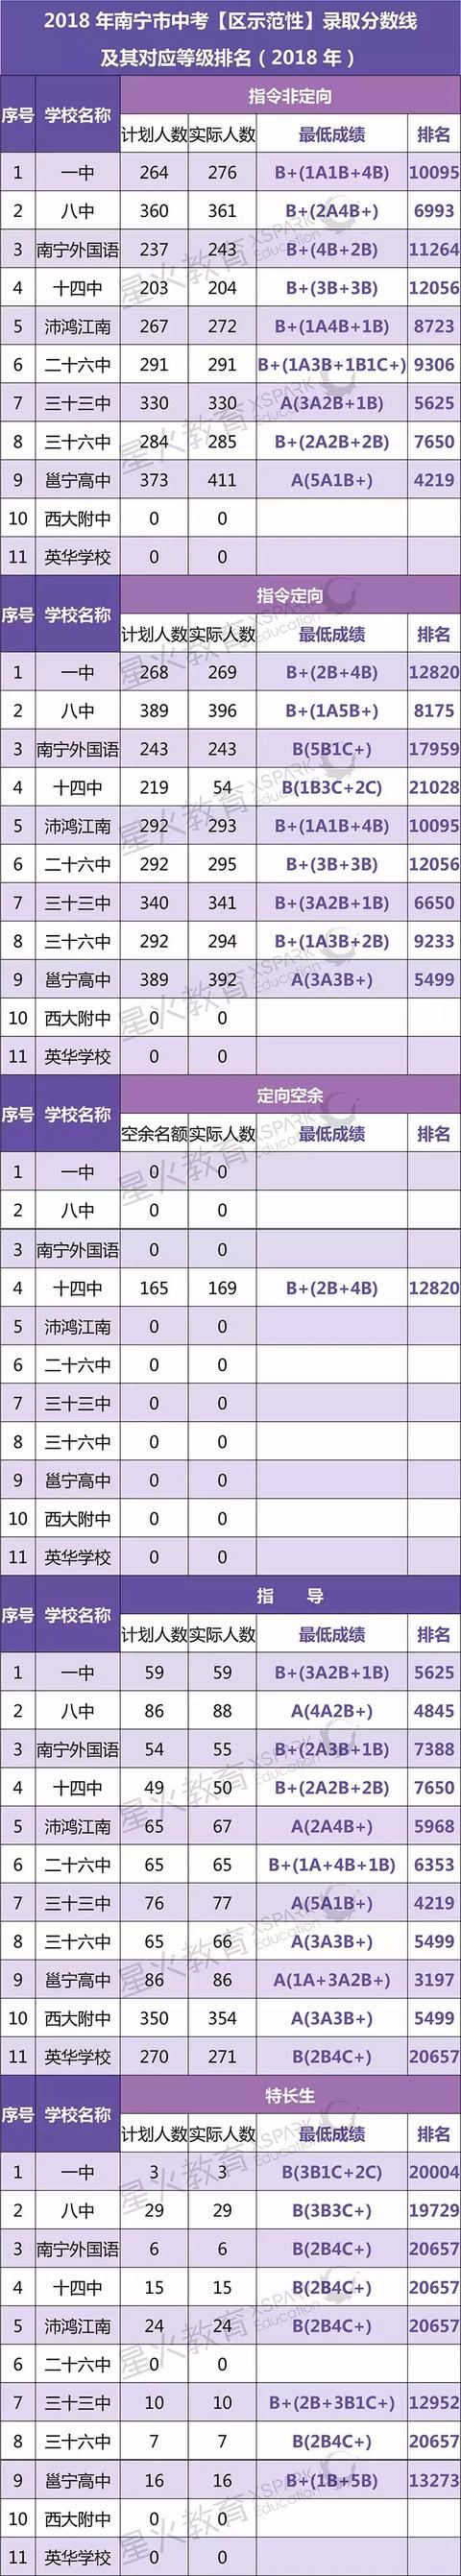 2018年南宁市中考【区示范性】录取分数线
及其对应等级排名（2018年）
序号 学校名称 指令非定向
计划人数 实际人数 最低成绩 排名
1 一中 264 276 B+(1A1B+4B) 10095
2 八中 360 361 B+(2A4B+) 6993
3 南宁外国语 237 243 B+(4B+2B) 11264
4 十四中 203 204 B+(3B+3B) 12056
5 沛鸿江南 267 272 B+(1A4B+1B) 8723
6 二十六中 291 291 B+(1A3B+1B1C+) 9306
7 三十三中 330 330 A(3A2B+1B) 5625
8 三十六中 284 285 B+(2A2B+2B) 7650
9 邕宁高中 373 411 A(5A1B+) 4219
10 西大附中 0 0
11 英华学校 0 0
序号 学校名称 指令定向
计划人数 实际人数 最低成绩 排名
1 一中 268 269 B+(2B+4B) 12820
2 八中 389 396 B+(1A5B+) 8175
3 南宁外国语 243 243 B(5B1C+) 17959
4 十四中 219 54 B(1B3C+2C) 21028
5 沛鸿江南 292 293 B+(1A1B+4B) 10095
6 二十六中 292 295 B+(3B+3B) 12056
7 三十三中 340 341 B+(3A2B+1B) 6650
8 三十六中 292 294 B+(1A3B+2B) 9233
9 邕宁高中 389 392 A(3A3B+) 5499
10 西大附中 0 0
11 英华学校 0 0
序号 学校名称 定向空余
空余名额 实际人数 最低成绩 排名
1 一中 0 0
2 八中 0 0
3 南宁外国语 0 0
4 十四中 165 169 B+(2B+4B) 12820
5 沛鸿江南 0 0
6 二十六中 0 0
7 三十三中 0 0
8 三十六中 0 0
9 邕宁高中 0 0
10 西大附中 0 0
11 英华学校 0 0
序号 学校名称 指 导
计划人数 实际人数 最低成绩 排名
1 一中 59 59 B+(3A2B+1B) 5625
2 八中 86 88 A(4A2B+) 4845
3 南宁外国语 54 55 B+(2A3B+1B) 7388
4 十四中 49 50 B+(2A2B+2B) 7650
5 沛鸿江南 65 67 A(2A4B+) 5968
6 二十六中 65 65 B+(1A+4B+1B) 6353
7 三十三中 76 77 A(5A1B+) 4219
8 三十六中 65 66 A(3A3B+) 5499
9 邕宁高中 86 86 A(1A+3A2B+) 3197
10 西大附中 350 354 A(3A3B+) 5499
11 英华学校 270 271 B(2B4C+) 20657
序号 学校名称 特长生
计划人数 实际人数 最低成绩 排名
1 一中 3 3 B(3B1C+2C) 20004
2 八中 29 29 B(3B3C+) 19729
3 南宁外国语 6 6 B(2B4C+) 20657
4 十四中 15 15 B(2B4C+) 20657
5 沛鸿江南 24 24 B(2B4C+) 20657
6 二十六中 0 0
7 三十三中 10 10 B+(2B+3B1C+) 12952
8 三十六中 7 7 B(2B4C+) 20657
9 邕宁高中 16 16 B+(1B+5B) 13273
10 西大附中 0 0
11 英华学校 0 0
星火教育 XSPARK Education